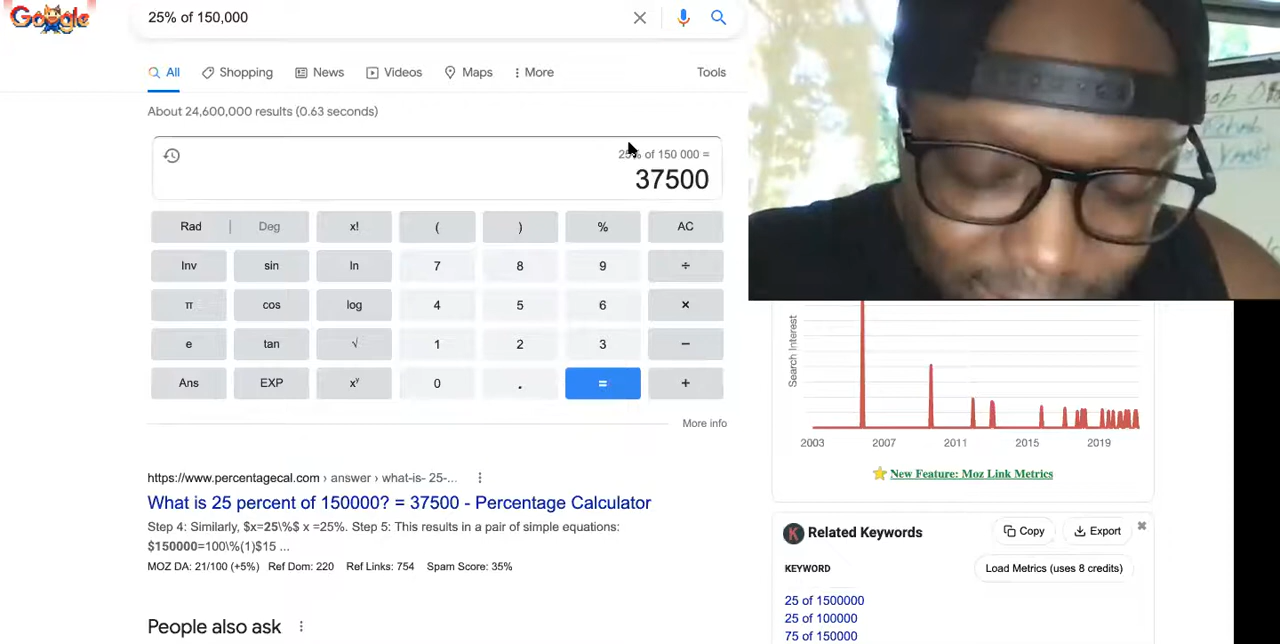 Google
25% of 150,000
All
Shopping
News
Videos
Maps
More
Tools
About 24,600,000 results (0.63 seconds)
25% of 150 000 =
37500
Rad
Deg
x!
(
)
%
AC
Inv
sin
ln
7
8
9
÷
π
cos
log
4
5
6
×
e
tan
√
1
2
3
−
Ans
EXP
xʸ
0
.
=
+
More info
https://www.percentagecal.com › answer › what-is- 25-...
What is 25 percent of 150000? = 37500 - Percentage Calculator
Step 4: Similarly, $x=25\%$ x =25%. Step 5: This results in a pair of simple equations:
$150000=100\%(1)$15 ...
MOZ DA: 21/100 (+5%) Ref Dom: 220 Ref Links: 754 Spam Score: 35%
People also ask
Search Interest
2003
2007
2011
2015
2019
New Feature: Moz Link Metrics
K
Related Keywords
Copy
Export
KEYWORD
Load Metrics (uses 8 credits)
25 of 1500000
25 of 100000
75 of 150000